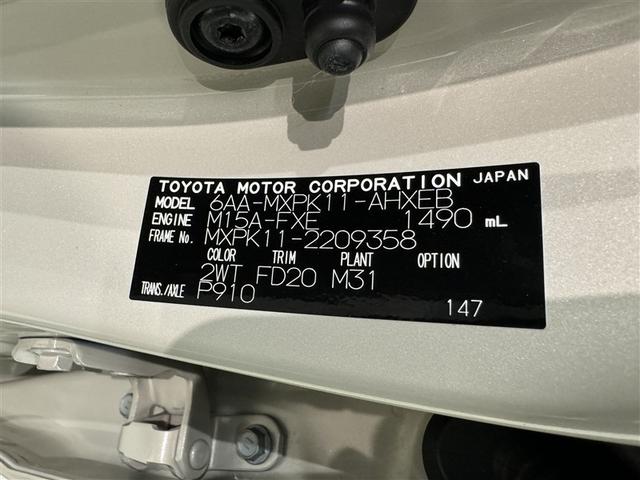 TOYOTA MOTOR CORPORATION JAPAN
MODEL 6AA-MXPK11-AHXEB
ENGINE M15A-FXE 1490 mL
FRAME No. MXPK11-2209358
COLOR TRIM PLANT OPTION
2WT FD20 M31
TRANS./AXLE P910
147